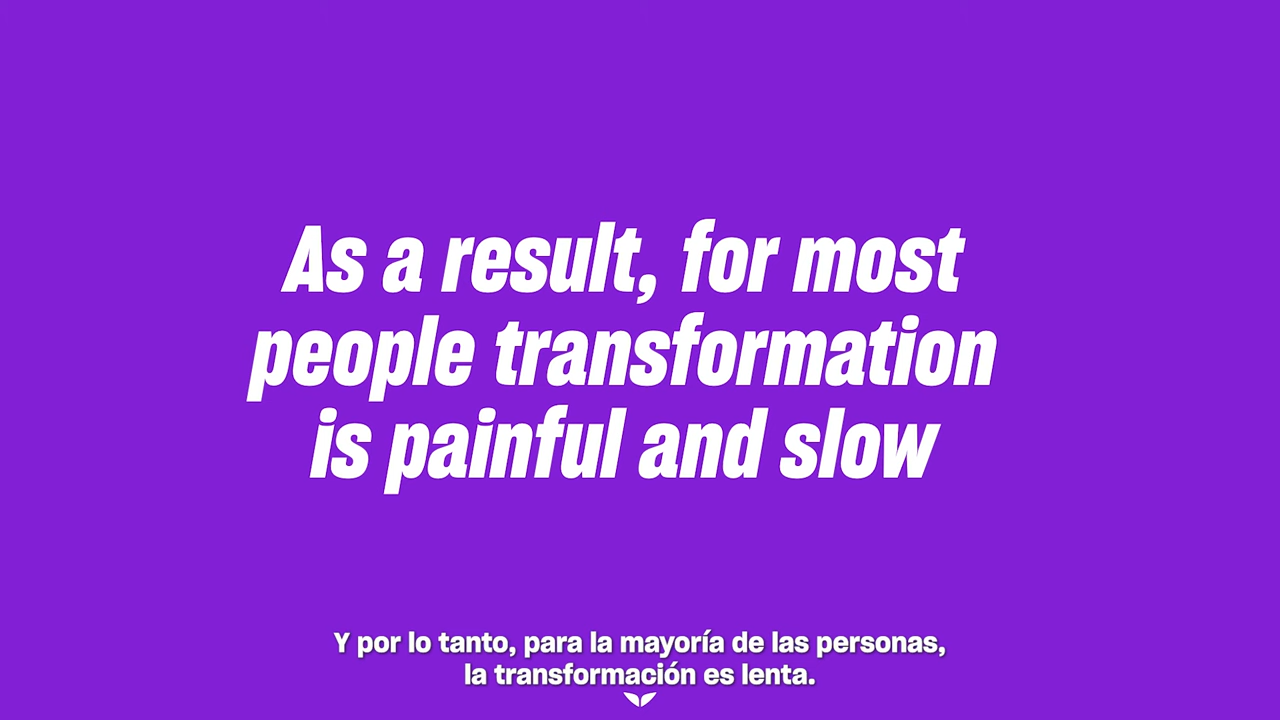 As a result, for most
people transformation
is painful and slow
Y por lo tanto, para la mayoría de las personas,
la transformación es lenta.